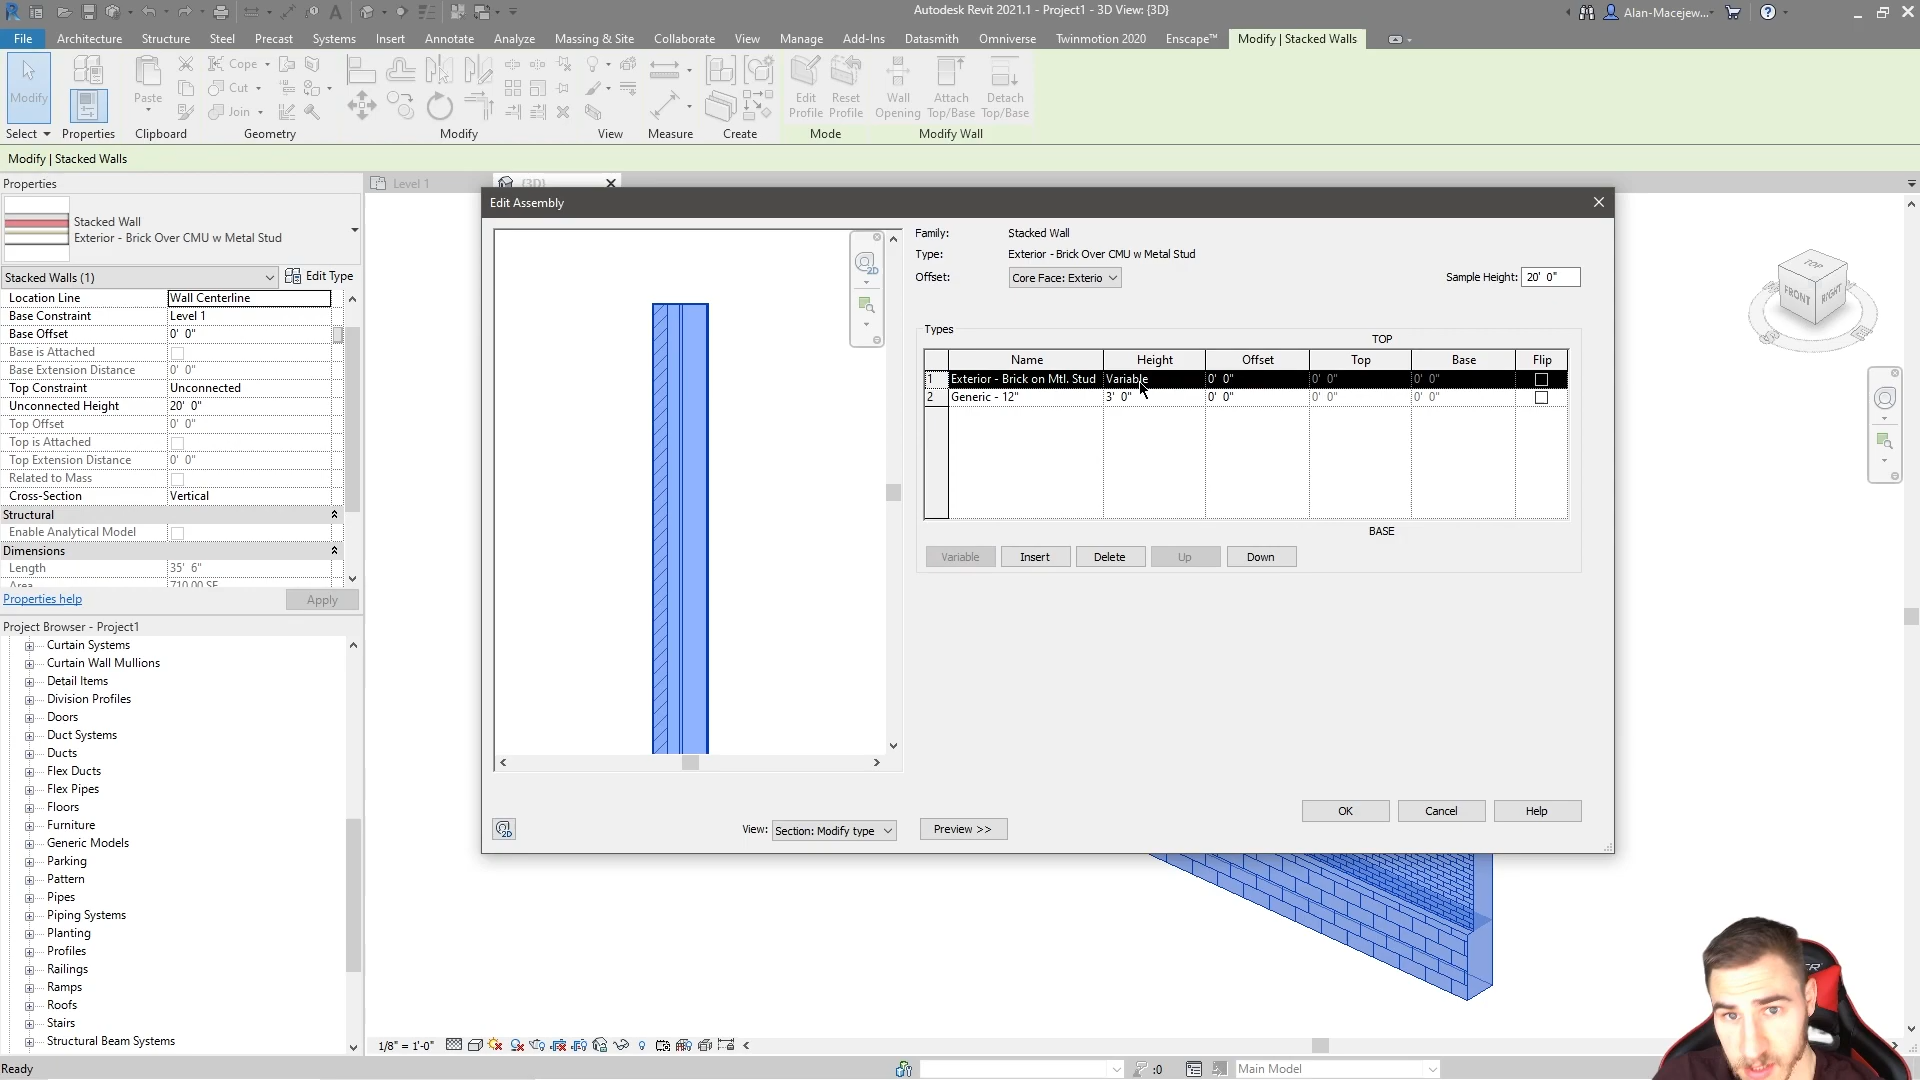 Autodesk Revit 2021.1 - Project1 - 3D View: {3D}
Alan-Macejew...
File Architecture Structure Steel Precast Systems Insert Annotate Analyze Massing & Site Collaborate View Manage Add-Ins Datasmith Omniverse Twinmotion 2020 Enscape™ Modify | Stacked Walls
Modify
Paste
Cope
Cut
Join
Edit Profile
Reset Profile
Wall Opening
Attach Top/Base
Detach Top/Base
Select Properties Clipboard Geometry Modify View Measure Create Mode Modify Wall
Modify | Stacked Walls
Properties
Stacked Wall
Exterior - Brick Over CMU w Metal Stud
Stacked Walls (1)
Edit Type
Location Line Wall Centerline
Base Constraint Level 1
Base Offset 0' 0"
Base is Attached
Base Extension Distance 0' 0"
Top Constraint Unconnected
Unconnected Height 20' 0"
Top Offset 0' 0"
Top is Attached
Top Extension Distance 0' 0"
Related to Mass
Cross-Section Vertical
Structural
Enable Analytical Model
Dimensions
Length 35' 6"
Area 710.00 SF
Properties help
Apply
Project Browser - Project1
Curtain Systems
Curtain Wall Mullions
Detail Items
Division Profiles
Doors
Duct Systems
Ducts
Flex Ducts
Flex Pipes
Floors
Furniture
Generic Models
Parking
Pattern
Pipes
Piping Systems
Planting
Profiles
Railings
Ramps
Roofs
Stairs
Structural Beam Systems
Level 1
{3D}
Edit Assembly
Family: Stacked Wall
Type: Exterior - Brick Over CMU w Metal Stud
Offset: Core Face: Exterio
Sample Height: 20' 0"
Types
TOP
Name Height Offset Top Base Flip
1 Exterior - Brick on Mtl. Stud Variable 0' 0" 0' 0" 0' 0"
2 Generic - 12" 3' 0" 0' 0" 0' 0" 0' 0"
BASE
Variable Insert Delete Up Down
OK Cancel Help
View: Section: Modify type
Preview >>
2D
2D
TOP
FRONT
RIGHT
1/8" = 1'-0"
Ready
:0
Main Model